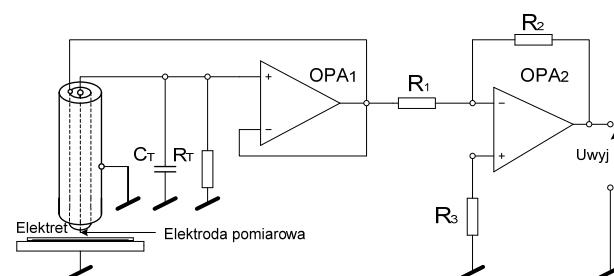 R2
OPA1
OPA2
R1
+
−
−
+
CT
RT
Uwyj
R3
Elektret
Elektroda pomiarowa